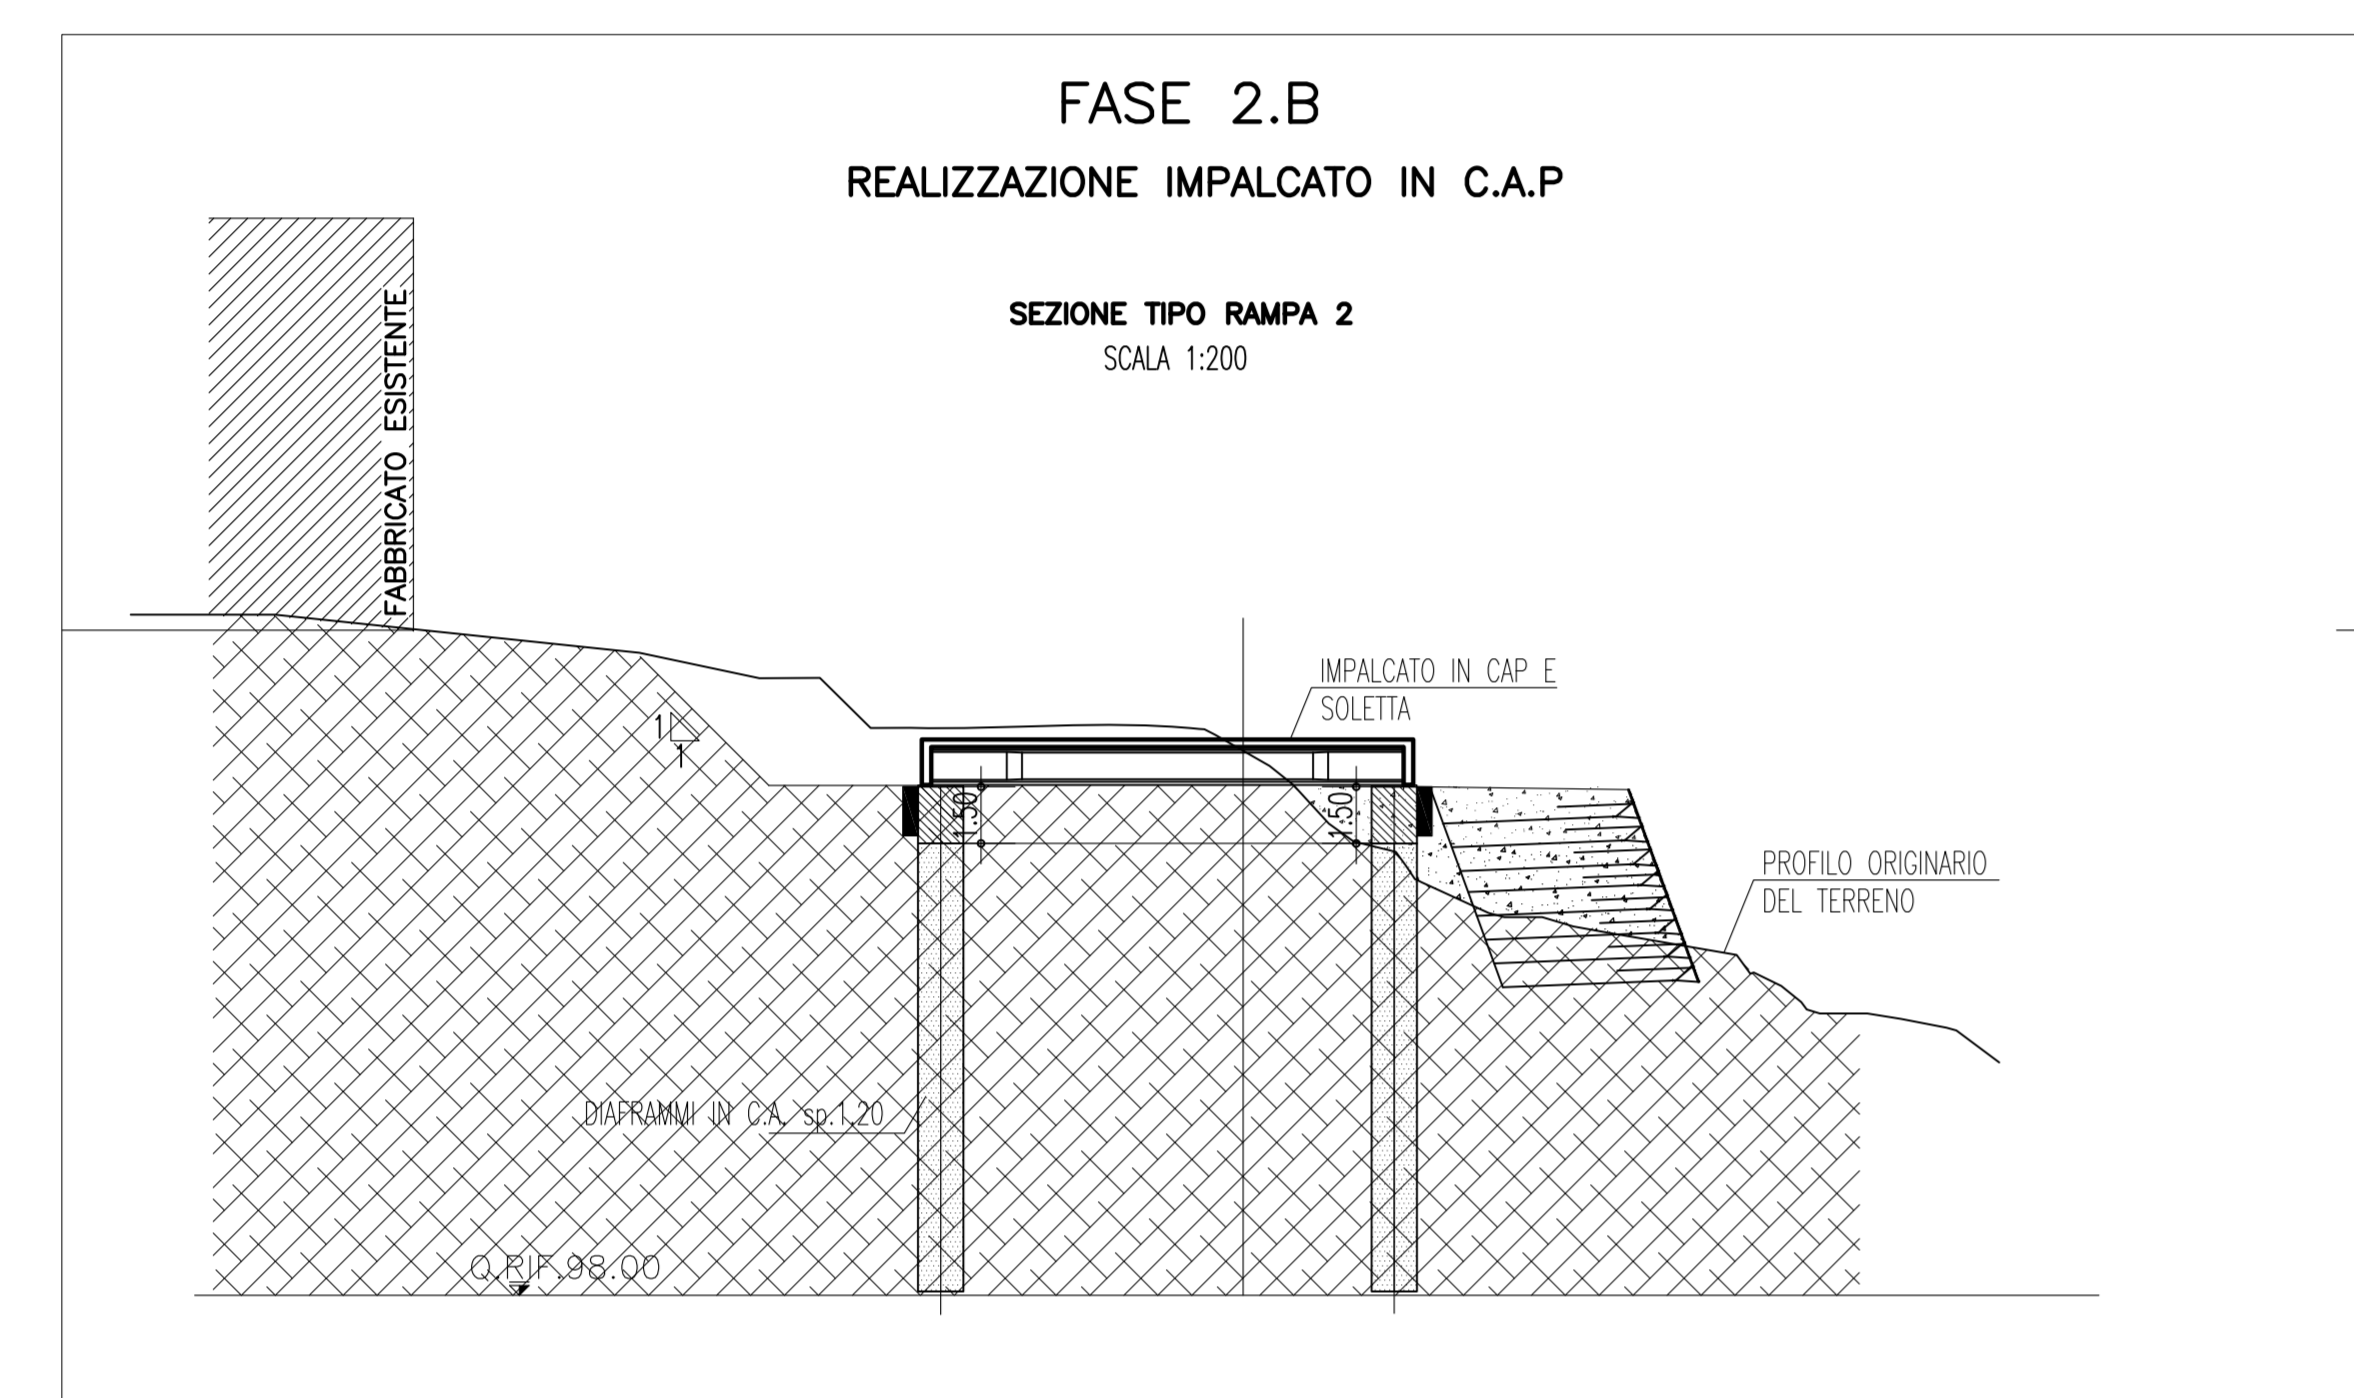 FASE 2.B
REALIZZAZIONE IMPALCATO IN C.A.P
SEZIONE TIPO RAMPA 2
SCALA 1:200
FABBRICATO ESISTENTE
IMPALCATO IN CAP E
SOLETTA
1
1
1.50
1.50
PROFILO ORIGINARIO
DEL TERRENO
DIAFRAMMI IN C.A. sp.1.20
Q.RIF.98.00